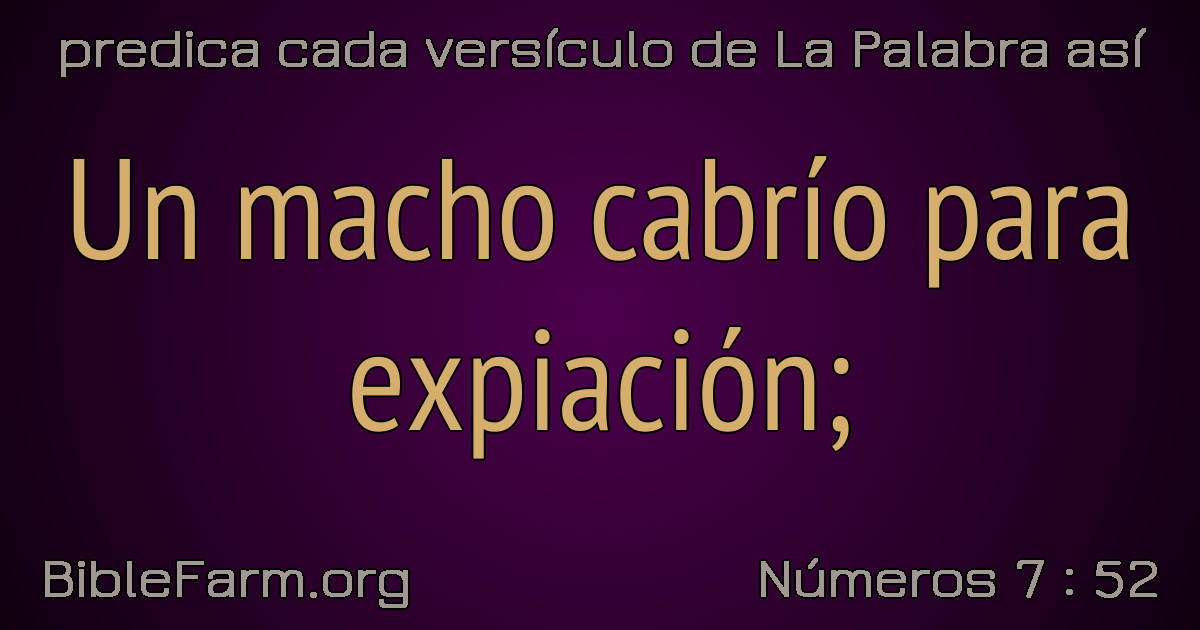 predica cada versículo de La Palabra así
Un macho cabrío para
expiación;
BibleFarm.org
Números 7 : 52